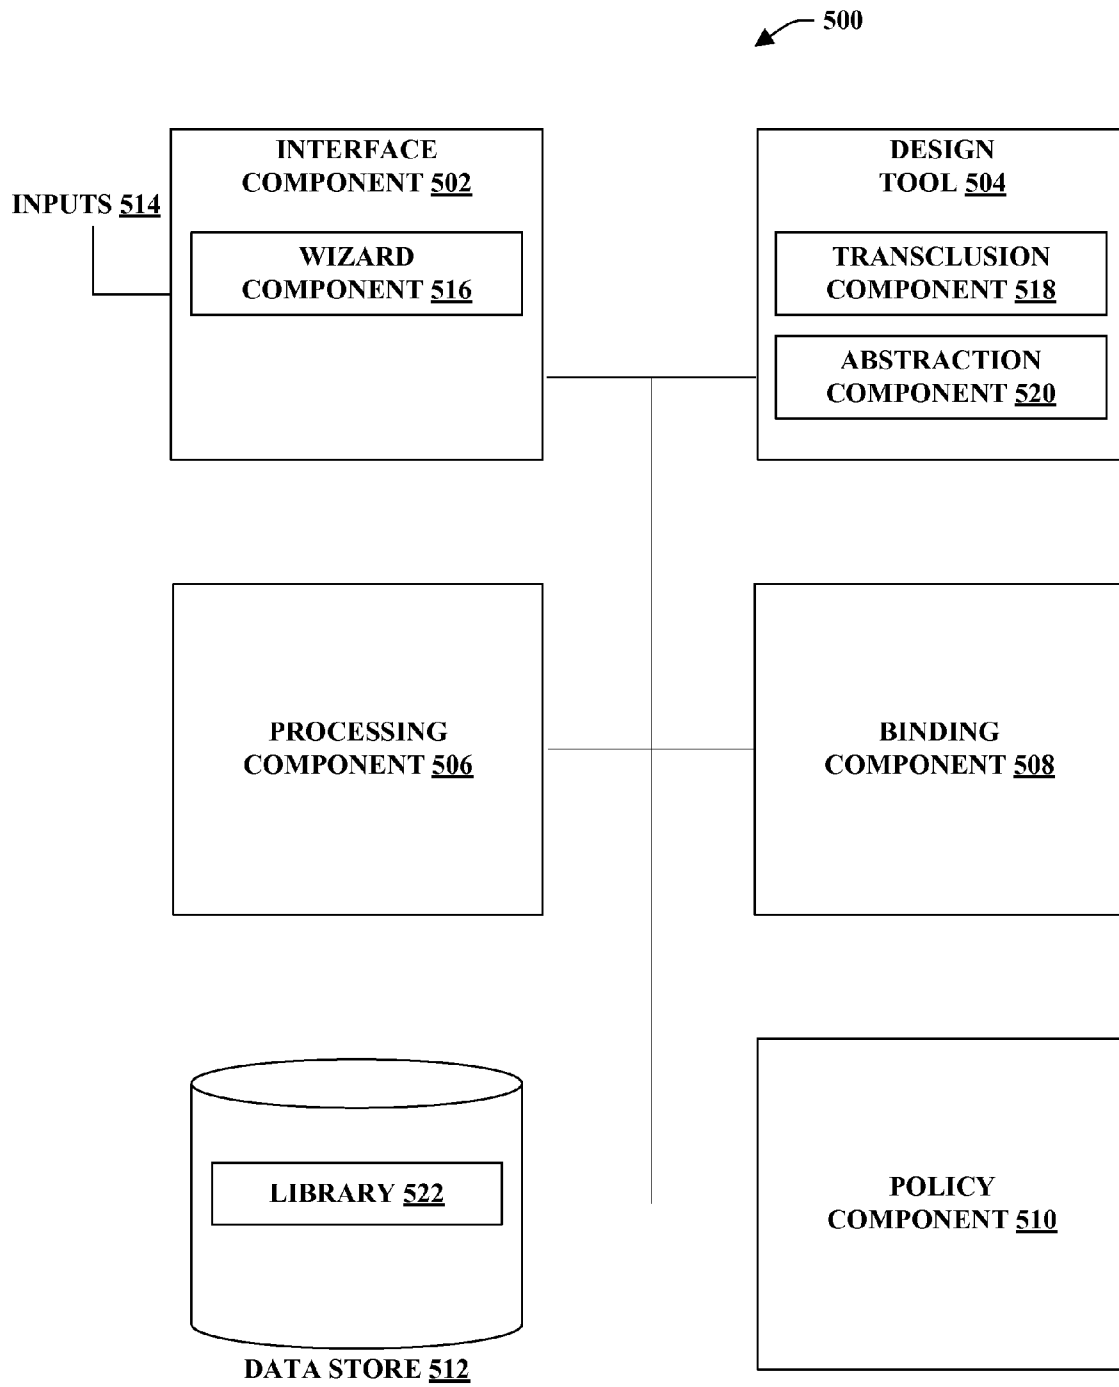 500
INTERFACE
COMPONENT 502
DESIGN
TOOL 504
INPUTS 514
WIZARD
COMPONENT 516
TRANSCLUSION
COMPONENT 518
ABSTRACTION
COMPONENT 520
PROCESSING
COMPONENT 506
BINDING
COMPONENT 508
LIBRARY 522
POLICY
COMPONENT 510
DATA STORE 512